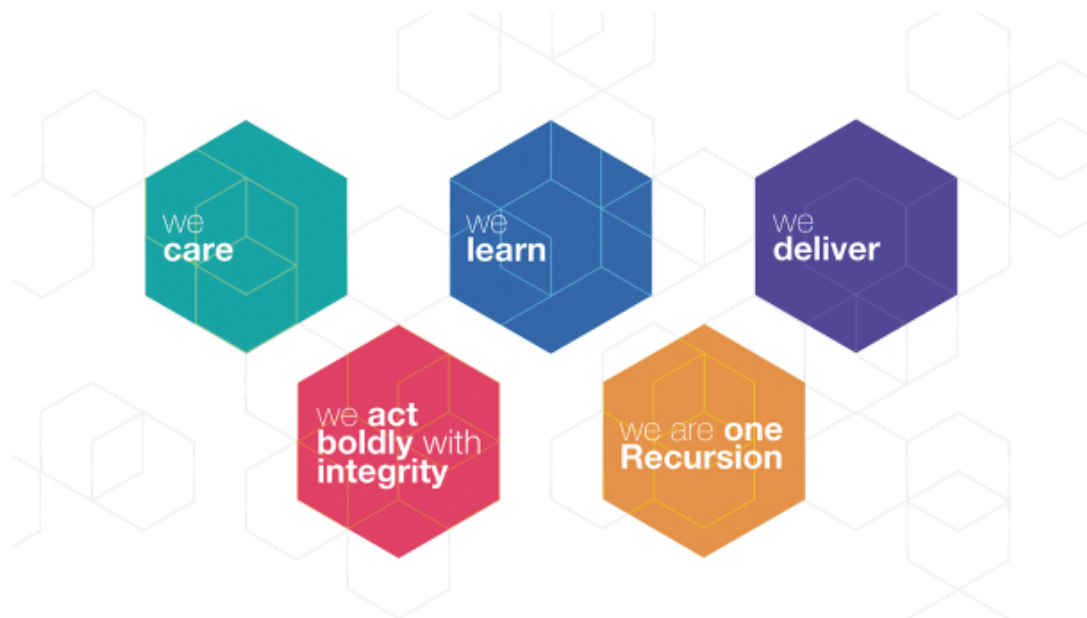 we
care
we
learn
we
deliver
we act
boldly with
integrity
we are one
Recursion